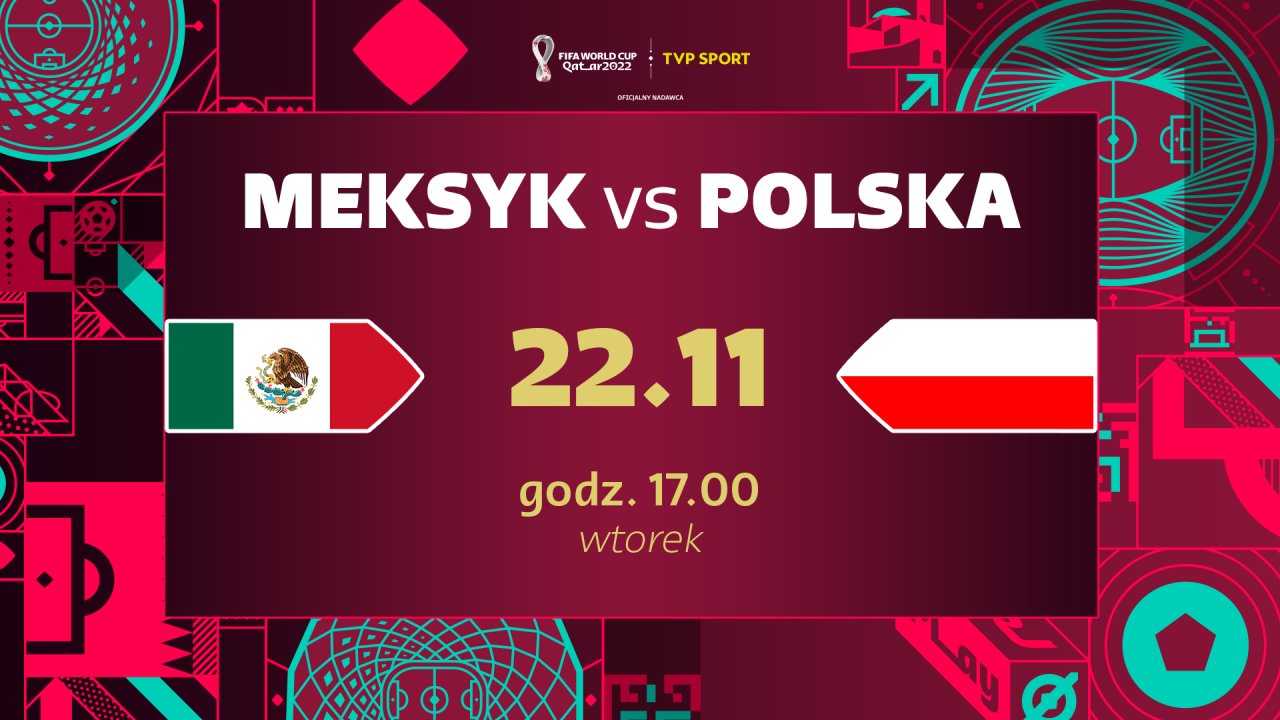 FIFA WORLD CUP
Qatar2022
TVP SPORT
OFICJALNY NADAWCA
MEKSYK vs POLSKA
22.11
godz. 17.00
wtorek